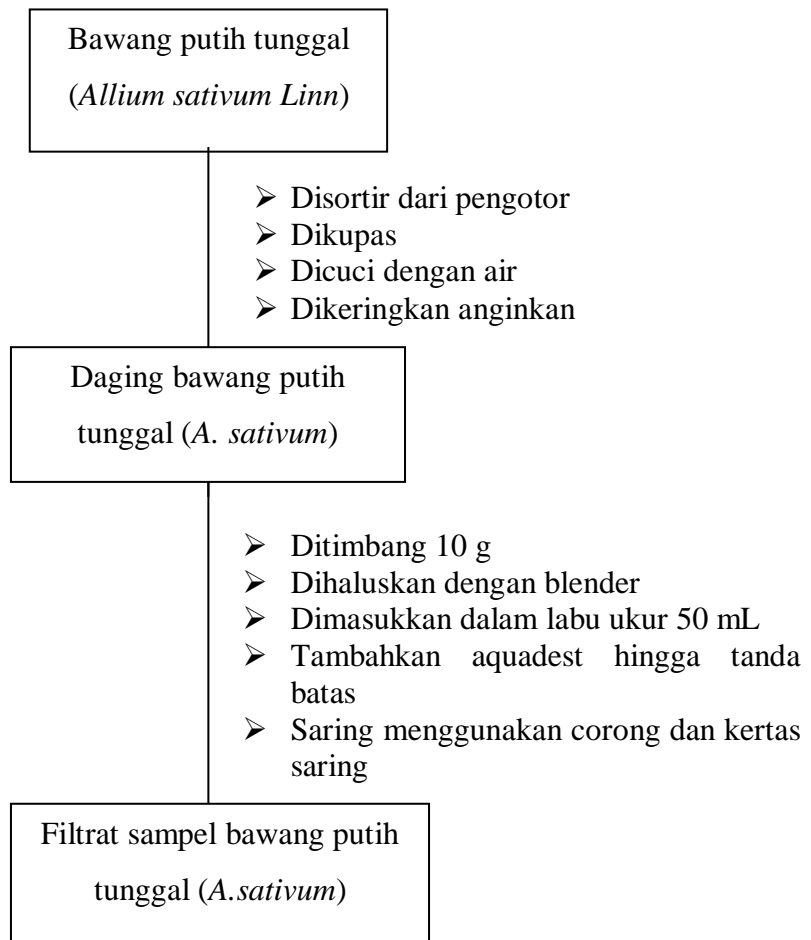 Bawang putih tunggal
(Allium sativum Linn)
➢ Disortir dari pengotor
➢ Dikupas
➢ Dicuci dengan air
➢ Dikeringkan anginkan
Daging bawang putih
tunggal (A. sativum)
➢ Ditimbang 10 g
➢ Dihaluskan dengan blender
➢ Dimasukkan dalam labu ukur 50 mL
➢ Tambahkan aquadest hingga tanda
batas
➢ Saring menggunakan corong dan kertas
saring
Filtrat sampel bawang putih
tunggal (A.sativum)